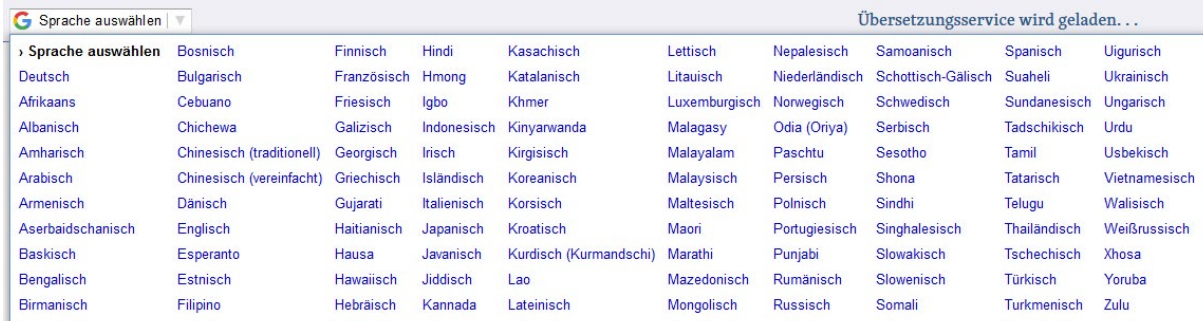 Sprache auswählen
Übersetzungsservice wird geladen. . .
› Sprache auswählen
Deutsch
Afrikaans
Albanisch
Amharisch
Arabisch
Armenisch
Aserbaidschanisch
Baskisch
Bengalisch
Birmanisch
Bosnisch
Bulgarisch
Cebuano
Chichewa
Chinesisch (traditionell)
Chinesisch (vereinfacht)
Dänisch
Englisch
Esperanto
Estnisch
Filipino
Finnisch
Französisch
Friesisch
Galizisch
Georgisch
Griechisch
Gujarati
Haitianisch
Hausa
Hawaiisch
Hebräisch
Hindi
Hmong
Igbo
Indonesisch
Irisch
Isländisch
Italienisch
Japanisch
Javanisch
Jiddisch
Kannada
Kasachisch
Katalanisch
Khmer
Kinyarwanda
Kirgisisch
Koreanisch
Korsisch
Kroatisch
Kurdisch (Kurmandschi)
Lao
Lateinisch
Lettisch
Litauisch
Luxemburgisch
Malagasy
Malayalam
Malaysisch
Maltesisch
Maori
Marathi
Mazedonisch
Mongolisch
Nepalesisch
Niederländisch
Norwegisch
Odia (Oriya)
Paschtu
Persisch
Polnisch
Portugiesisch
Punjabi
Rumänisch
Russisch
Samoanisch
Schottisch-Gälisch
Schwedisch
Serbisch
Sesotho
Shona
Sindhi
Singhalesisch
Slowakisch
Slowenisch
Somali
Spanisch
Suaheli
Sundanesisch
Tadschikisch
Tamil
Tatarisch
Telugu
Thailändisch
Tschechisch
Türkisch
Turkmenisch
Uigurisch
Ukrainisch
Ungarisch
Urdu
Usbekisch
Vietnamesisch
Walisisch
Weißrussisch
Xhosa
Yoruba
Zulu